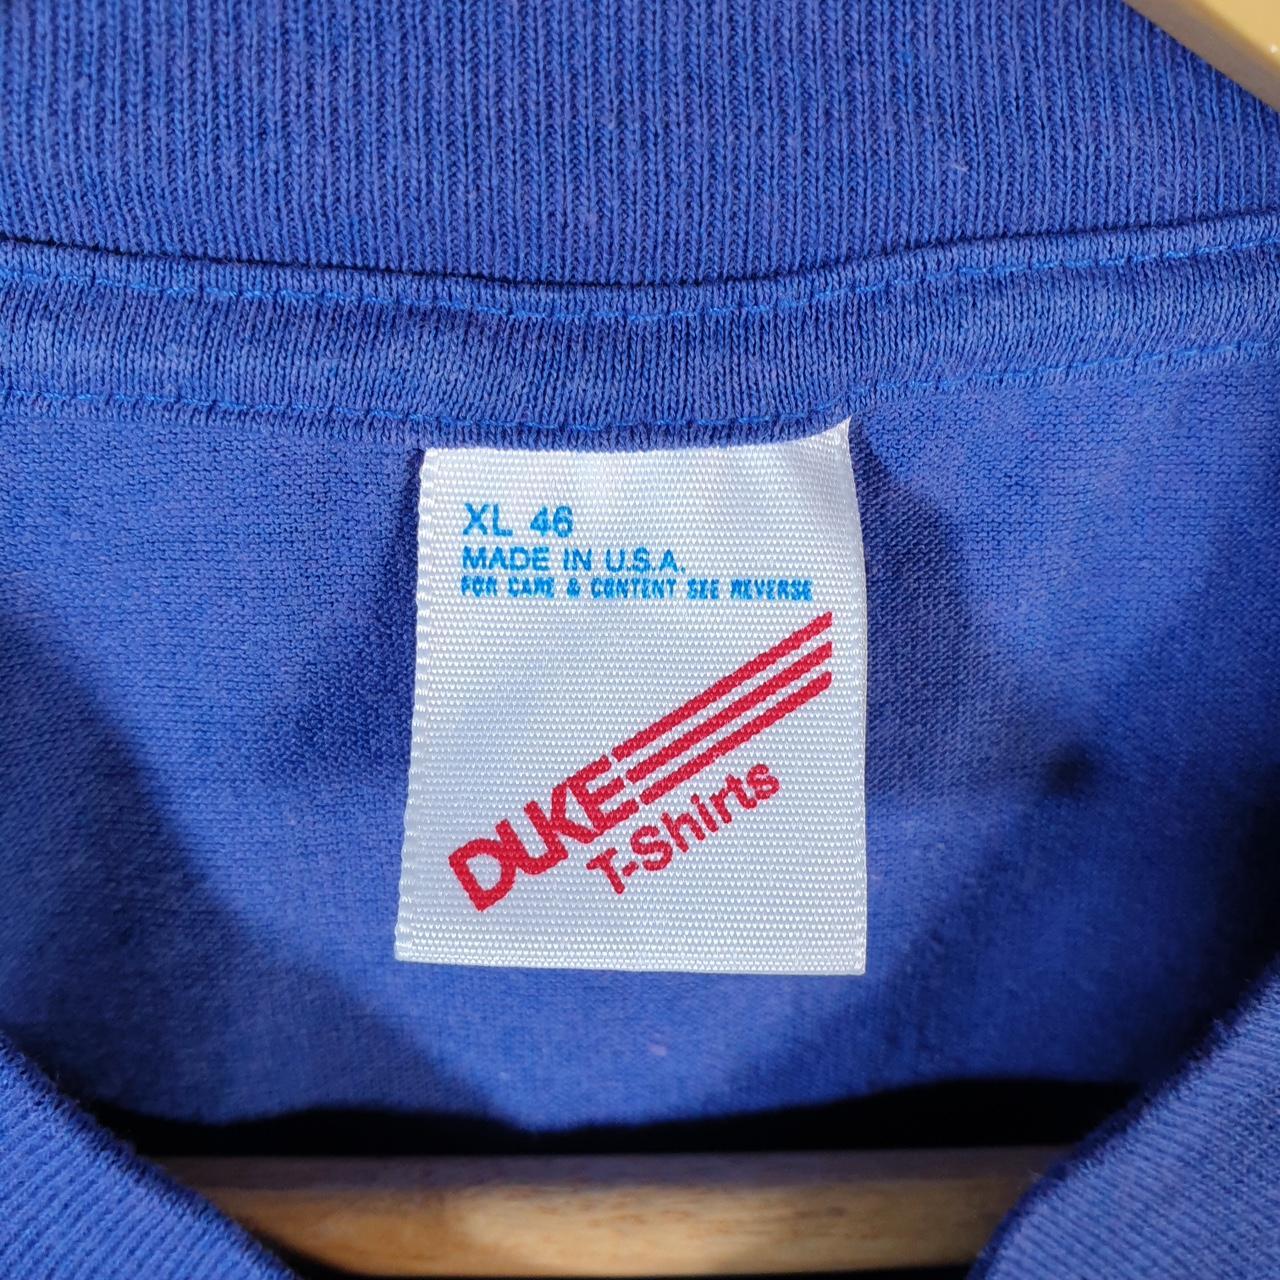 XL 46
MADE IN U.S.A.
FOR CARE & CONTENT SEE REVERSE
DUKE
T-Shirts